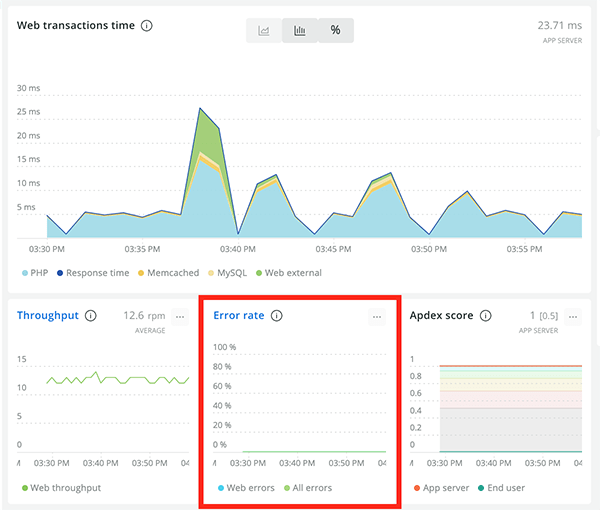 Web transactions time
%
23.71 ms
APP SERVER
30 ms
25 ms
20 ms
15 ms
10 ms
5 ms
03:30 PM 03:35 PM 03:40 PM 03:45 PM 03:50 PM 03:55 PM
PHP Response time Memcached MySQL Web external
Throughput
12.6 rpm
AVERAGE
...
15
10
5
0
M 03:30 PM 03:40 PM 03:50 PM 04
Web throughput
Error rate
...
100 %
80 %
60 %
40 %
20 %
0 %
M 03:30 PM 03:40 PM 03:50 PM 04
Web errors All errors
Apdex score
1 [0.5]
APP SERVER
...
1
0.8
0.6
0.4
0.2
0
M 03:30 PM 03:40 PM 03:50 PM 04
App server End user